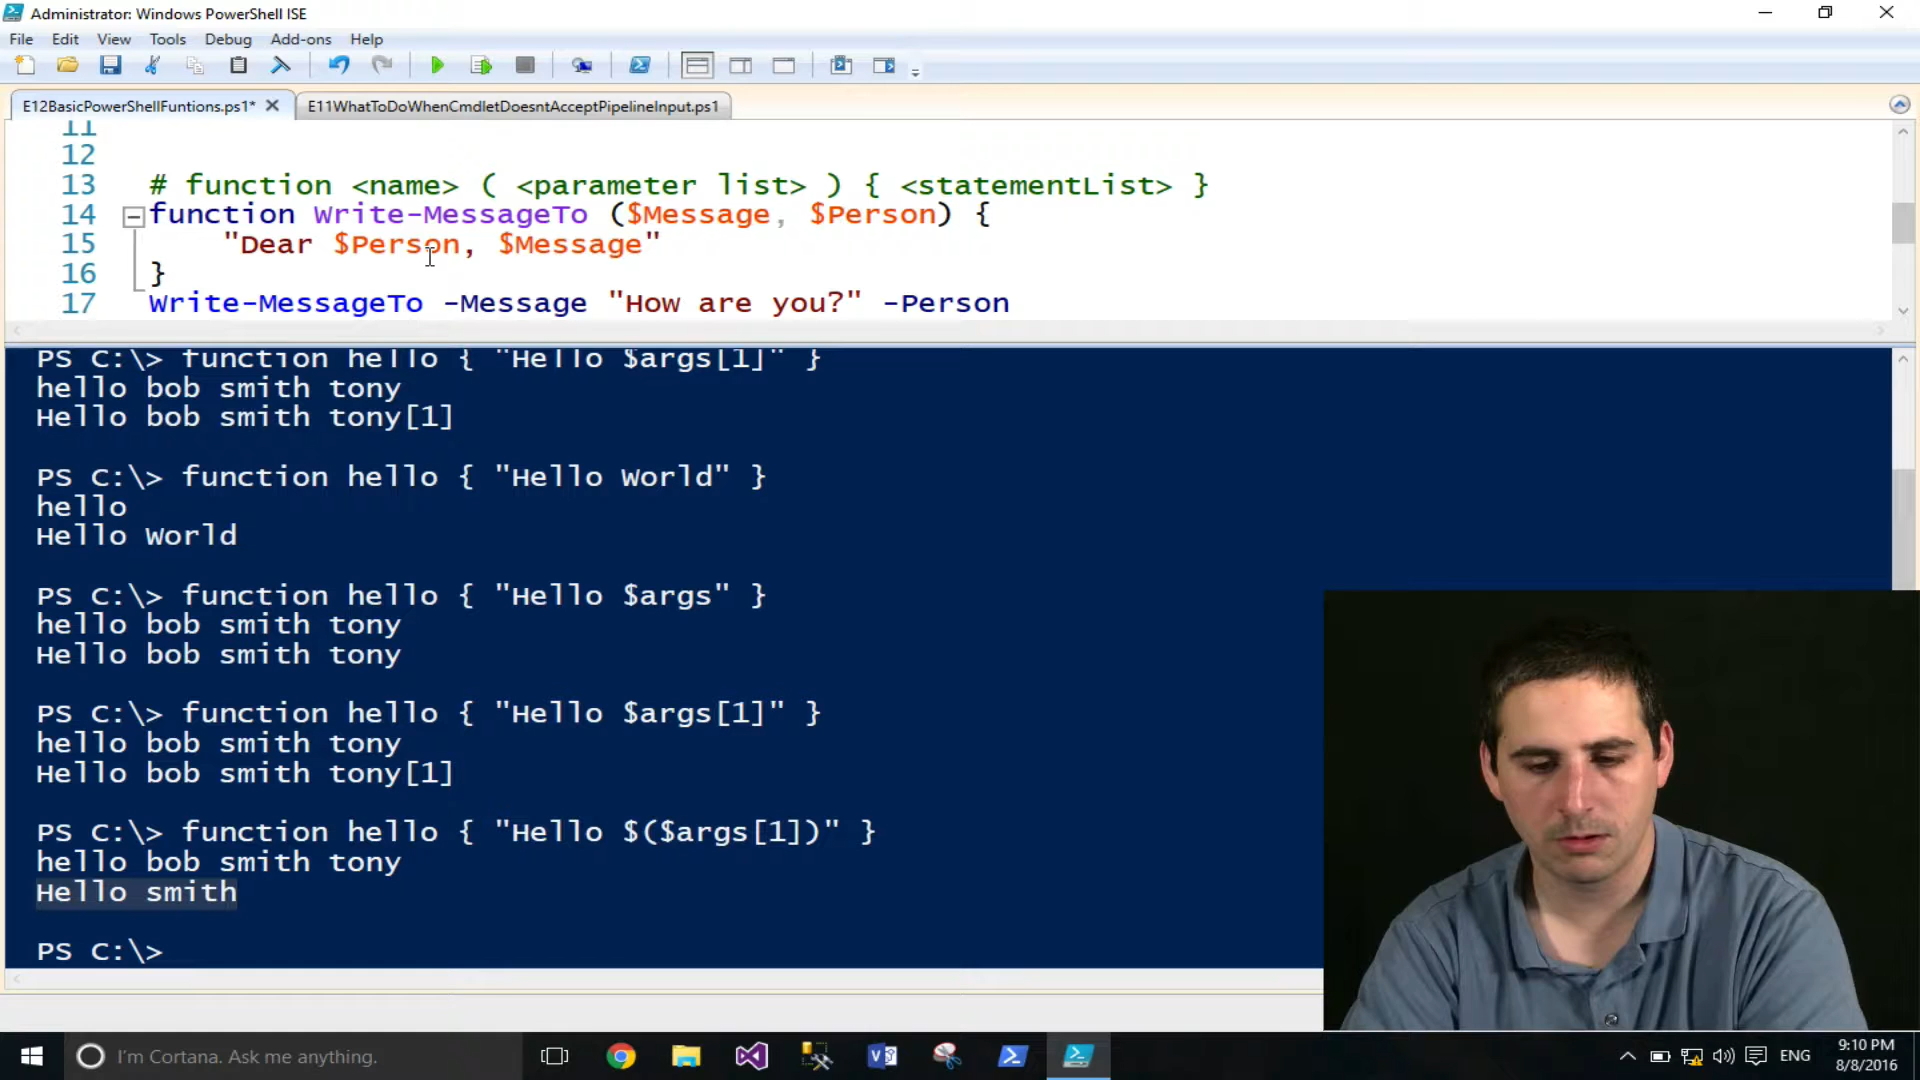 Administrator: Windows PowerShell ISE
File Edit View Tools Debug Add-ons Help
E12BasicPowerShellFuntions.ps1* E11WhatToDoWhenCmdletDoesntAcceptPipelineInput.ps1
11
12
13 # function <name> ( <parameter list> ) { <statementList> }
14 function Write-MessageTo ($Message, $Person) {
15 "Dear $Person, $Message"
16 }
17 Write-MessageTo -Message "How are you?" -Person
PS C:\> function hello { "Hello $args[1]" }
hello bob smith tony
Hello bob smith tony[1]
PS C:\> function hello { "Hello World" }
hello
Hello World
PS C:\> function hello { "Hello $args" }
hello bob smith tony
Hello bob smith tony
PS C:\> function hello { "Hello $args[1]" }
hello bob smith tony
Hello bob smith tony[1]
PS C:\> function hello { "Hello $($args[1])" }
hello bob smith tony
Hello smith
PS C:\>
I'm Cortana. Ask me anything.
ENG
9:10 PM
8/8/2016